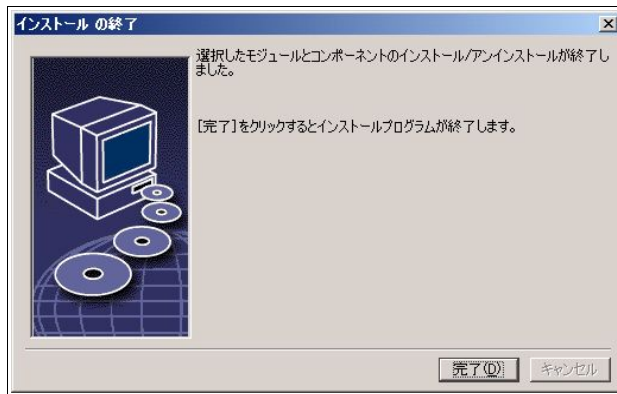 インストール の終了
選択したモジュールとコンポーネントのインストール/アンインストールが終了し
ました。
[完了]をクリックするとインストールプログラムが終了します。
完了(D)
キャンセル